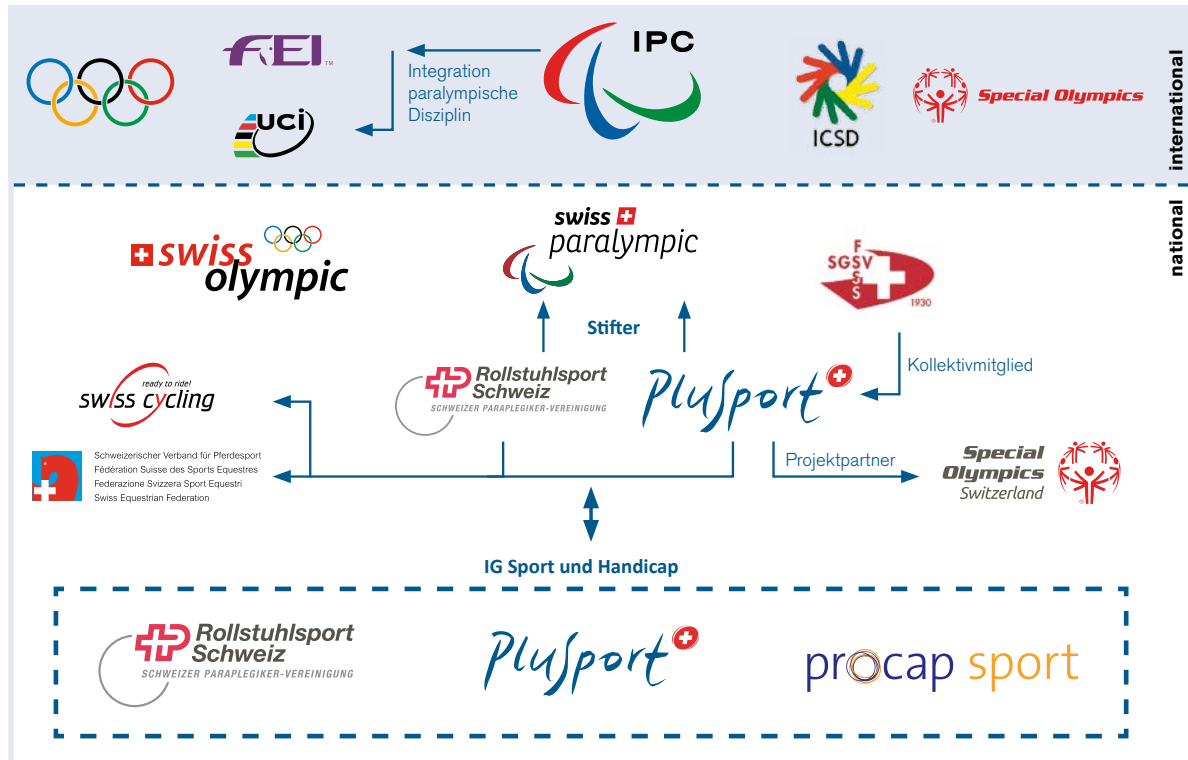 FEI™
IPC
Integration
paralympische
Disziplin
UCi
ICSD
Special Olympics
international
national
swiss
olympic
swiss
paralympic
F
SGSV
S
G
S
S
1930
Stifter
Kollektivmitglied
ready to ride!
swiss cycling
Rollstuhlsport
Schweiz
SCHWEIZER PARAPLEGIKER-VEREINIGUNG
PluSport
Schweizerischer Verband für Pferdesport
Fédération Suisse des Sports Equestres
Federazione Svizzera Sport Equestri
Swiss Equestrian Federation
Projektpartner
Special
Olympics
Switzerland
IG Sport und Handicap
Rollstuhlsport
Schweiz
SCHWEIZER PARAPLEGIKER-VEREINIGUNG
PluSport
procap sport